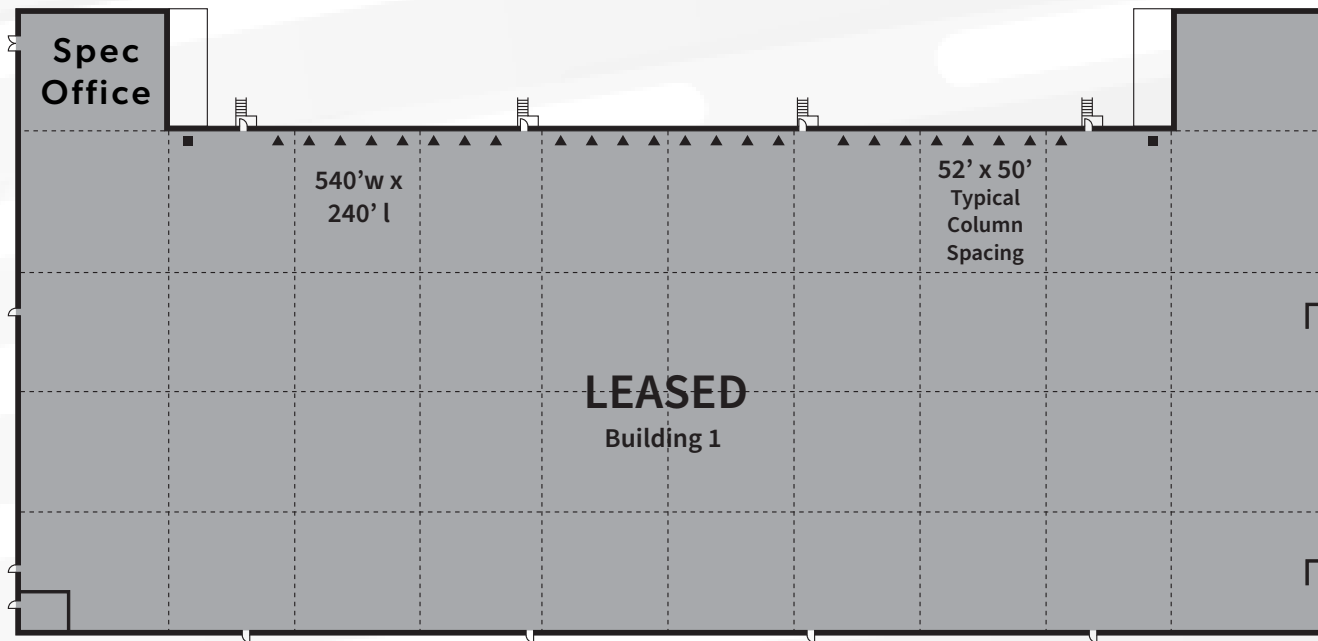 Spec
Office
540’w x
240’ l
52’ x 50’
Typical
Column
Spacing
LEASED
Building 1